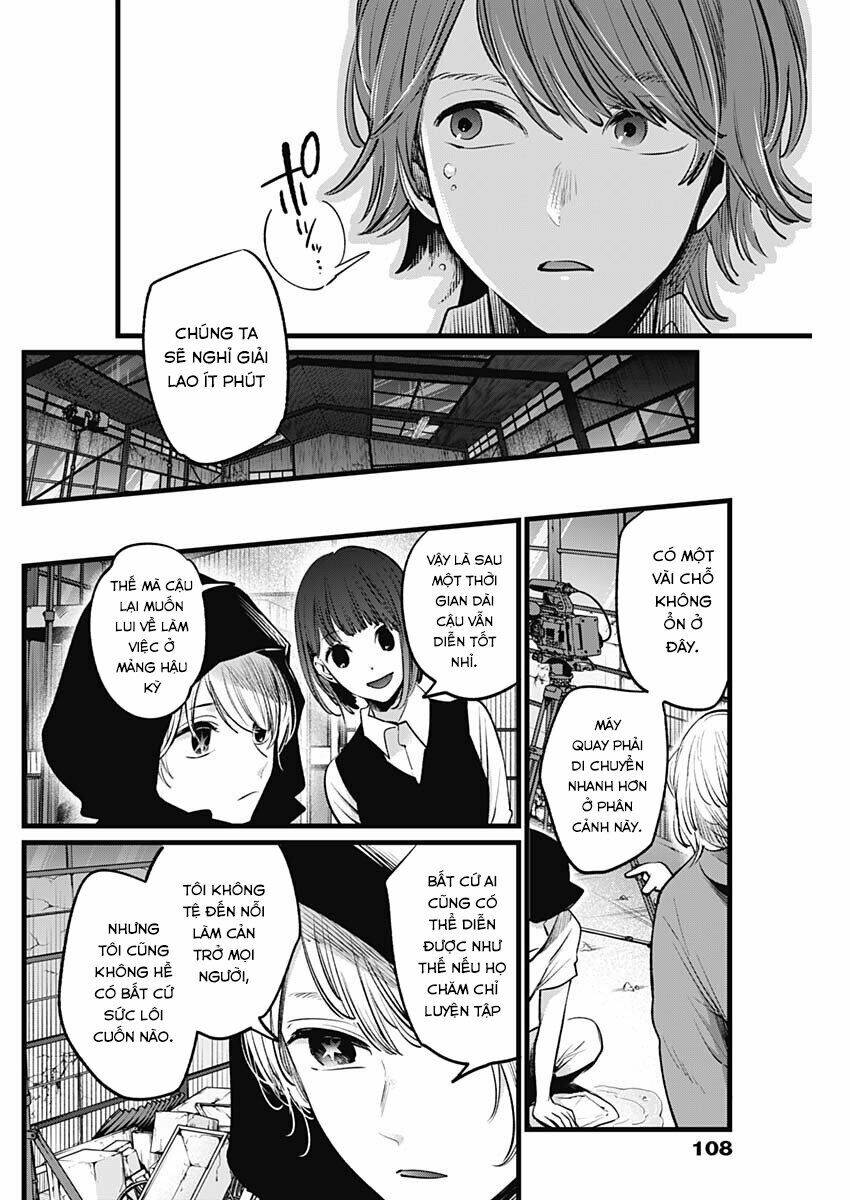 ポロ…
CHÚNG TA
SẼ NGHỈ GIẢI
LAO ÍT PHÚT
CÓ MỘT
VÀI CHỖ
KHÔNG
ỔN Ở
ĐÂY.
MÁY
QUAY PHẢI
DI CHUYỂN
NHANH HƠN
Ở PHÂN
CẢNH NÀY.
VẬY LÀ SAU
MỘT THỜI
GIAN DÀI
CẬU VẪN
DIỄN TỐT
NHỈ.
THẾ MÀ CẬU
LẠI MUỐN
LUI VỀ LÀM
VIỆC Ở
MẢNG HẬU
KỲ
BẤT CỨ AI
CŨNG CÓ
THỂ DIỄN
ĐƯỢC NHƯ
THẾ NẾU HỌ
CHĂM CHỈ
LUYỆN TẬP
TÔI KHÔNG
TỆ ĐẾN NỖI
LÀM CẢN
TRỞ MỌI
NGƯỜI,
NHƯNG
TÔI CŨNG
KHÔNG HỀ
CÓ BẤT CỨ
SỨC LÔI
CUỐN NÀO.
108